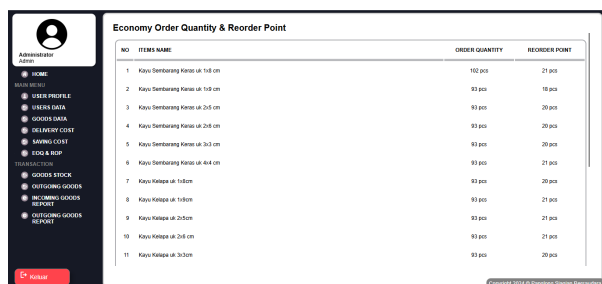 Administrator
Admin
HOME
MAIN MENU
USER PROFILE
USERS DATA
GOODS DATA
DELIVERY COST
SAVING COST
EOQ & ROP
TRANSACTION
GOODS STOCK
OUTGOING GOODS
INCOMING GOODS
REPORT
OUTGOING GOODS
REPORT
Keluar
Economy Order Quantity & Reorder Point
NO ITEMS NAME ORDER QUANTITY REORDER POINT
1 Kayu Sembarang Keras uk 1x8 cm 102 pcs 21 pcs
2 Kayu Sembarang Keras uk 1x9 cm 93 pcs 18 pcs
3 Kayu Sembarang Keras uk 2x5 cm 93 pcs 20 pcs
4 Kayu Sembarang Keras uk 2x6 cm 93 pcs 20 pcs
5 Kayu Sembarang Keras uk 3x3 cm 93 pcs 20 pcs
6 Kayu Sembarang Keras uk 4x4 cm 93 pcs 21 pcs
7 Kayu Kelapa uk 1x8cm 93 pcs 20 pcs
8 Kayu Kelapa uk 1x9cm 93 pcs 21 pcs
9 Kayu Kelapa uk 2x5cm 93 pcs 21 pcs
10 Kayu Kelapa uk 2x6 cm 93 pcs 21 pcs
11 Kayu Kelapa uk 3x3cm 93 pcs 20 pcs
Copyright 2024 ©